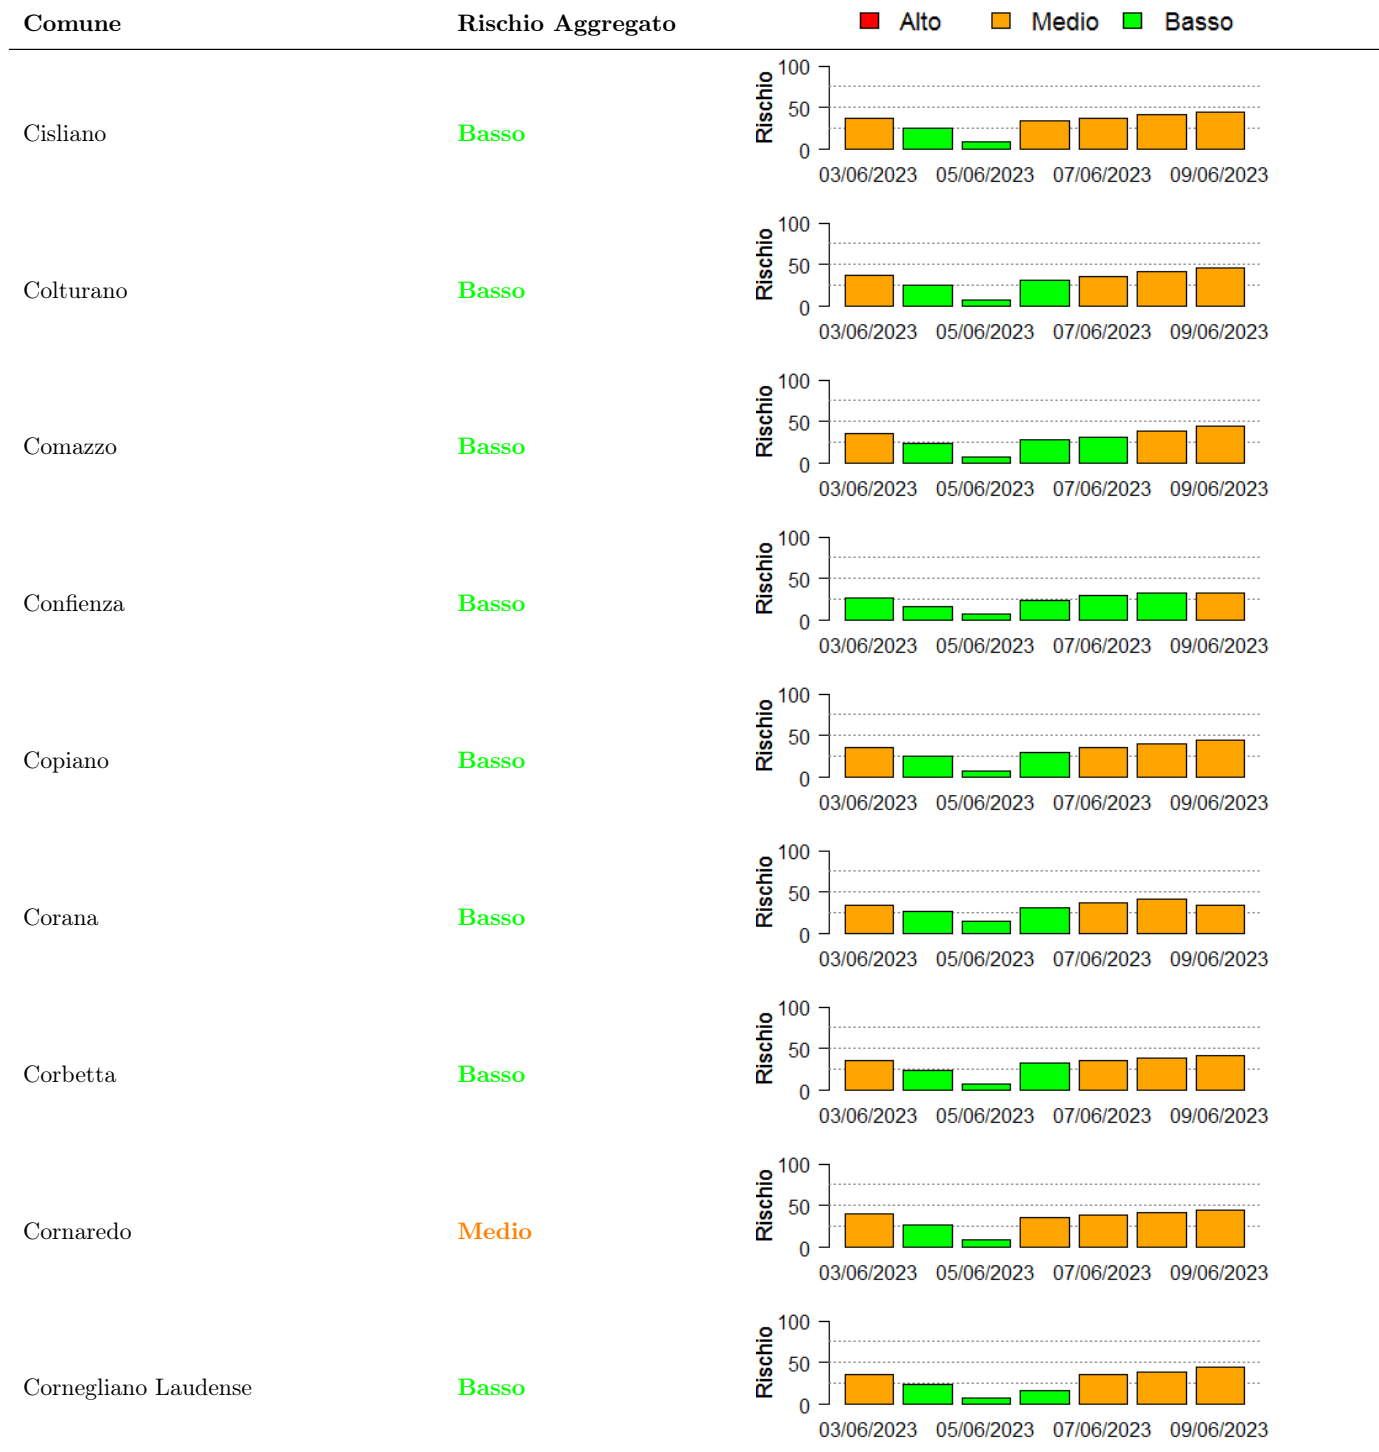 Comune Rischio Aggregato Alto Medio Basso
100
50
0
Rischio
Cisliano Basso
03/06/2023 05/06/2023 07/06/2023 09/06/2023
100
50
0
Rischio
Colturano Basso
03/06/2023 05/06/2023 07/06/2023 09/06/2023
100
50
0
Rischio
Comazzo Basso
03/06/2023 05/06/2023 07/06/2023 09/06/2023
100
50
0
Rischio
Confienza Basso
03/06/2023 05/06/2023 07/06/2023 09/06/2023
100
50
0
Rischio
Copiano Basso
03/06/2023 05/06/2023 07/06/2023 09/06/2023
100
50
0
Rischio
Corana Basso
03/06/2023 05/06/2023 07/06/2023 09/06/2023
100
50
0
Rischio
Corbetta Basso
03/06/2023 05/06/2023 07/06/2023 09/06/2023
100
50
0
Rischio
Cornaredo Medio
03/06/2023 05/06/2023 07/06/2023 09/06/2023
100
50
0
Rischio
Cornegliano Laudense Basso
03/06/2023 05/06/2023 07/06/2023 09/06/2023